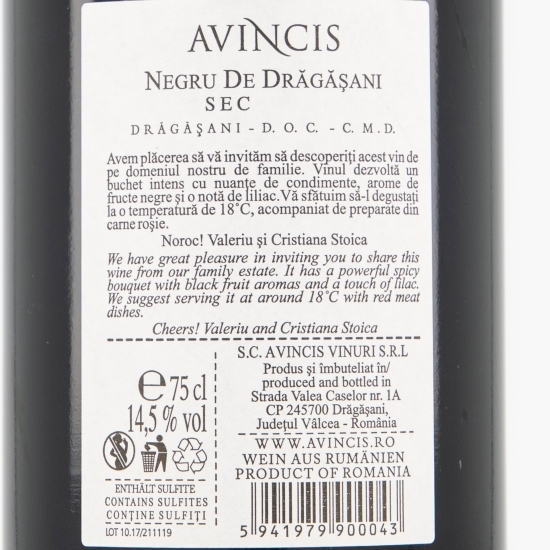 AVINCIS
NEGRU DE DRĂGĂȘANI
SEC
DRĂGĂȘANI - D. O. C. - C. M. D.
Avem plăcerea să vă invităm să descoperiți acest vin de
pe domeniul nostru de familie. Vinul dezvoltă un
buchet intens cu nuanțe de condimente, arome de
fructe negre și o notă de liliac.Vă sfătuim să-l degustați
la o temperatură de 18°C, acompaniat de preparate din
carne roșie.
Noroc! Valeriu și Cristiana Stoica
We have great pleasure in inviting you to share this
wine from our family estate. It has a powerful spicy
bouquet with black fruit aromas and a touch of lilac.
We suggest serving it at around 18°C with red meat
dishes.
Cheers! Valeriu and Cristiana Stoica
℮ 75 cl
14,5 % vol
ENTHÄLT SULFITE
CONTAINS SULFITES
CONȚINE SULFIȚI
LOT 10.17/211119
S.C. AVINCIS VINURI S.R.L
Produs și îmbuteliat în/
produced and bottled in
Strada Valea Caselor nr. 1A
CP 245700 Drăgășani,
Județul Vâlcea - România
WWW.AVINCIS.RO
WEIN AUS RUMÄNIEN
PRODUCT OF ROMANIA
5 941979 900043